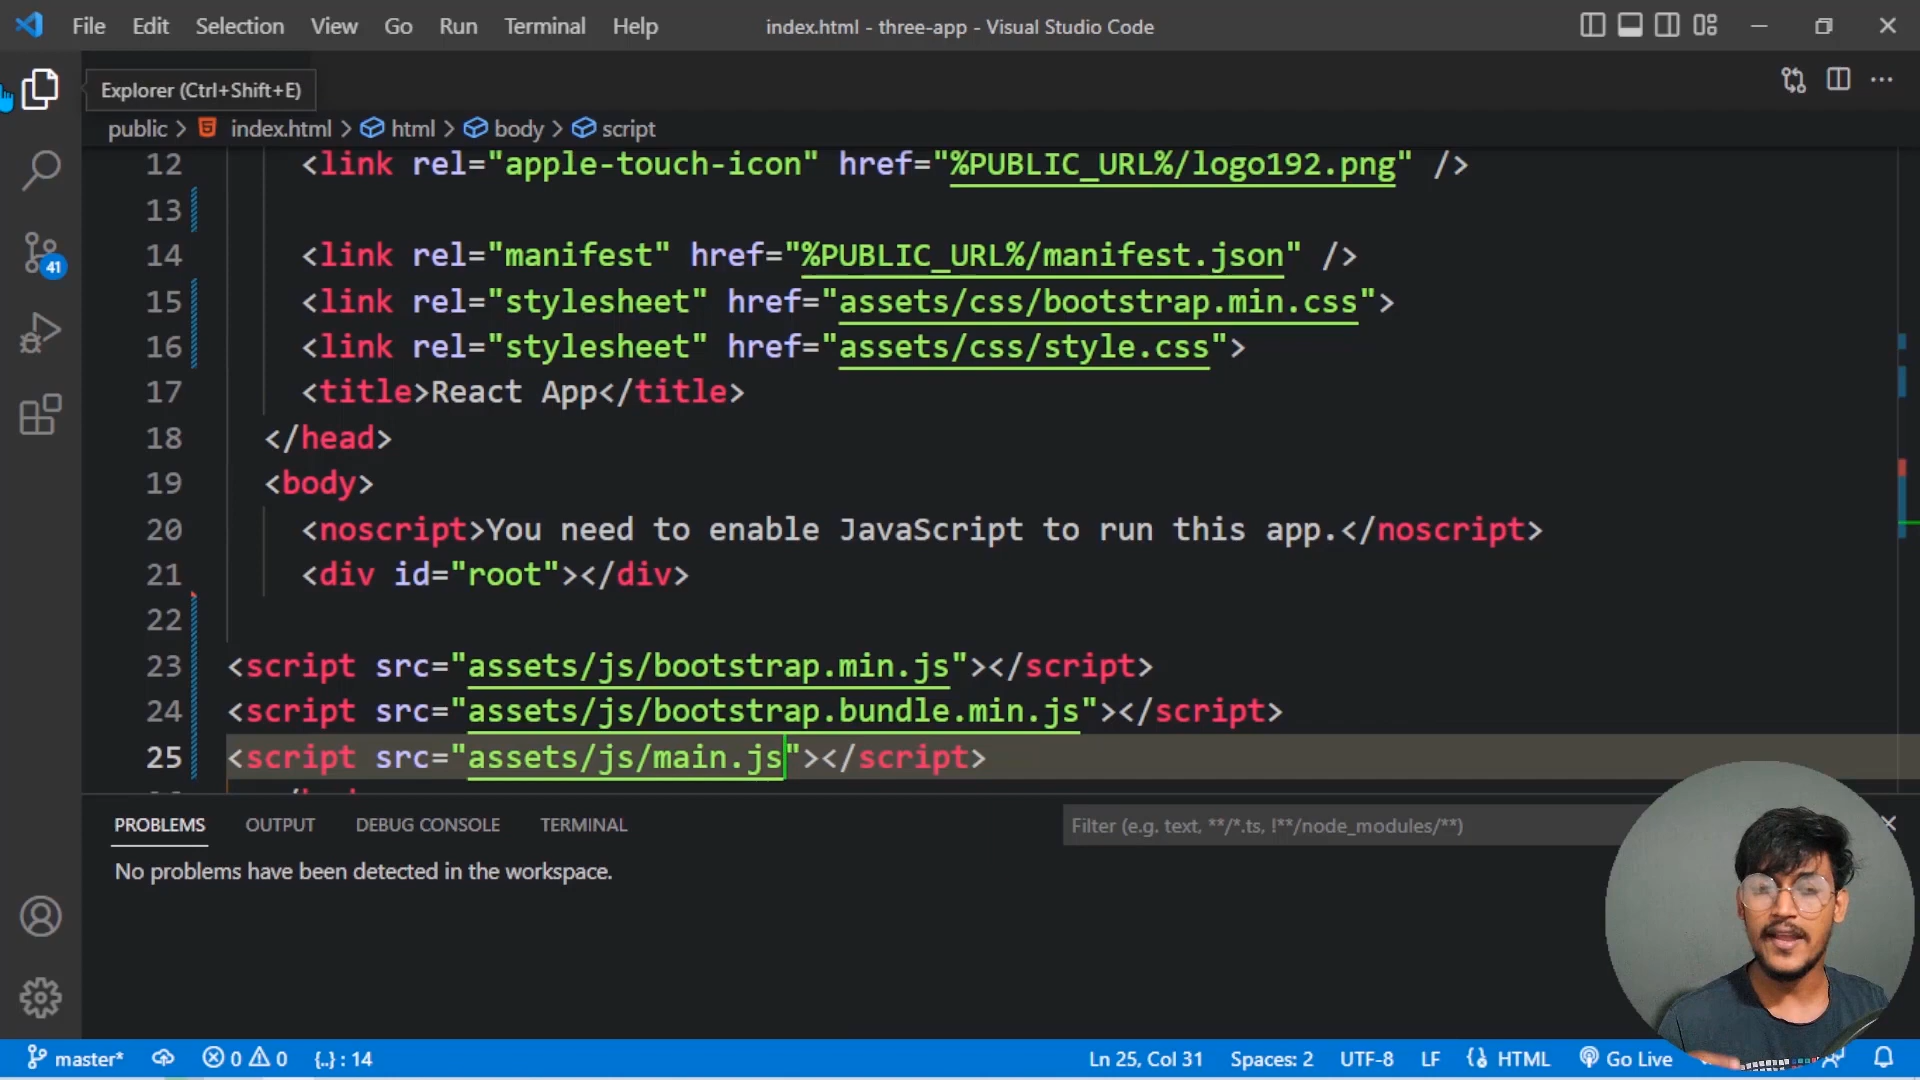 File Edit Selection View Go Run Terminal Help index.html - three-app - Visual Studio Code
Explorer (Ctrl+Shift+E)
public > index.html > html > body > script
12 <link rel="apple-touch-icon" href="%PUBLIC_URL%/logo192.png" />
13
14 <link rel="manifest" href="%PUBLIC_URL%/manifest.json" />
15 <link rel="stylesheet" href="assets/css/bootstrap.min.css">
16 <link rel="stylesheet" href="assets/css/style.css">
17 <title>React App</title>
18 </head>
19 <body>
20 <noscript>You need to enable JavaScript to run this app.</noscript>
21 <div id="root"></div>
22
23 <script src="assets/js/bootstrap.min.js"></script>
24 <script src="assets/js/bootstrap.bundle.min.js"></script>
25 <script src="assets/js/main.js"></script>
41
PROBLEMS OUTPUT DEBUG CONSOLE TERMINAL Filter (e.g. text, **/*.ts, !**/node_modules/**)
No problems have been detected in the workspace.
master* 0 0 {..} : 14 Ln 25, Col 31 Spaces: 2 UTF-8 LF HTML Go Live